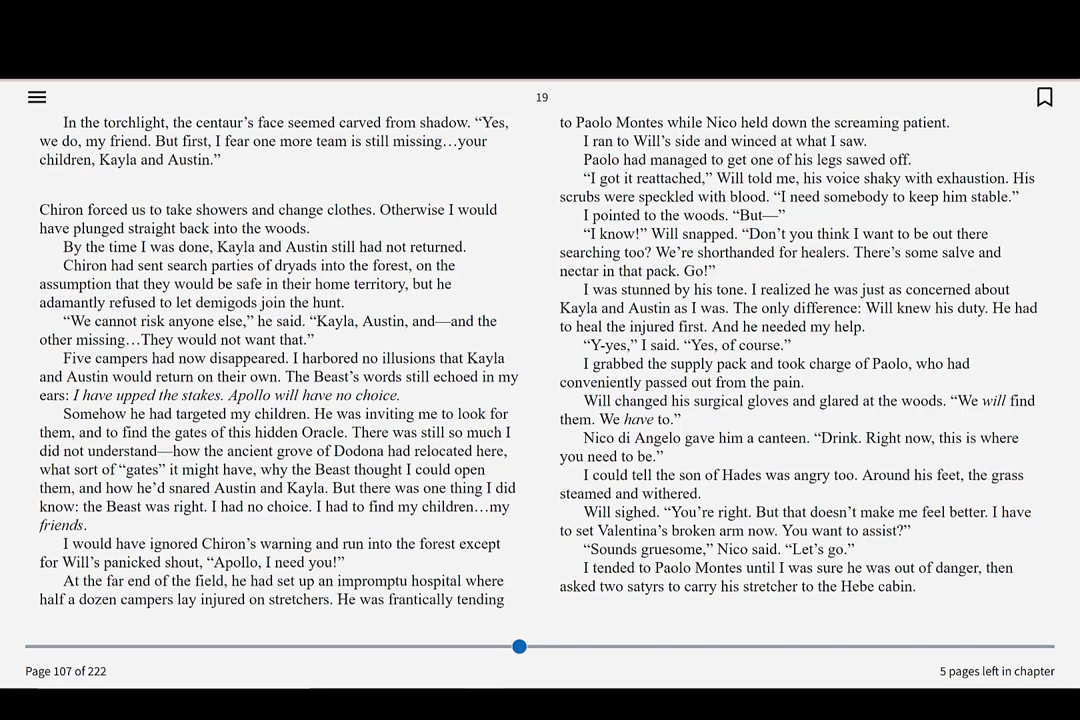 19
In the torchlight, the centaur’s face seemed carved from shadow. “Yes,
we do, my friend. But first, I fear one more team is still missing…your
children, Kayla and Austin.”
Chiron forced us to take showers and change clothes. Otherwise I would
have plunged straight back into the woods.
By the time I was done, Kayla and Austin still had not returned.
Chiron had sent search parties of dryads into the forest, on the
assumption that they would be safe in their home territory, but he
adamantly refused to let demigods join the hunt.
“We cannot risk anyone else,” he said. “Kayla, Austin, and—and the
other missing…They would not want that.”
Five campers had now disappeared. I harbored no illusions that Kayla
and Austin would return on their own. The Beast’s words still echoed in my
ears: I have upped the stakes. Apollo will have no choice.
Somehow he had targeted my children. He was inviting me to look for
them, and to find the gates of this hidden Oracle. There was still so much I
did not understand—how the ancient grove of Dodona had relocated here,
what sort of “gates” it might have, why the Beast thought I could open
them, and how he’d snared Austin and Kayla. But there was one thing I did
know: the Beast was right. I had no choice. I had to find my children…my
friends.
I would have ignored Chiron’s warning and run into the forest except
for Will’s panicked shout, “Apollo, I need you!”
At the far end of the field, he had set up an impromptu hospital where
half a dozen campers lay injured on stretchers. He was frantically tending
to Paolo Montes while Nico held down the screaming patient.
I ran to Will’s side and winced at what I saw.
Paolo had managed to get one of his legs sawed off.
“I got it reattached,” Will told me, his voice shaky with exhaustion. His
scrubs were speckled with blood. “I need somebody to keep him stable.”
I pointed to the woods. “But—”
“I know!” Will snapped. “Don’t you think I want to be out there
searching too? We’re shorthanded for healers. There’s some salve and
nectar in that pack. Go!”
I was stunned by his tone. I realized he was just as concerned about
Kayla and Austin as I was. The only difference: Will knew his duty. He had
to heal the injured first. And he needed my help.
“Y-yes,” I said. “Yes, of course.”
I grabbed the supply pack and took charge of Paolo, who had
conveniently passed out from the pain.
Will changed his surgical gloves and glared at the woods. “We will find
them. We have to.”
Nico di Angelo gave him a canteen. “Drink. Right now, this is where
you need to be.”
I could tell the son of Hades was angry too. Around his feet, the grass
steamed and withered.
Will sighed. “You’re right. But that doesn’t make me feel better. I have
to set Valentina’s broken arm now. You want to assist?”
“Sounds gruesome,” Nico said. “Let’s go.”
I tended to Paolo Montes until I was sure he was out of danger, then
asked two satyrs to carry his stretcher to the Hebe cabin.
Page 107 of 222
5 pages left in chapter